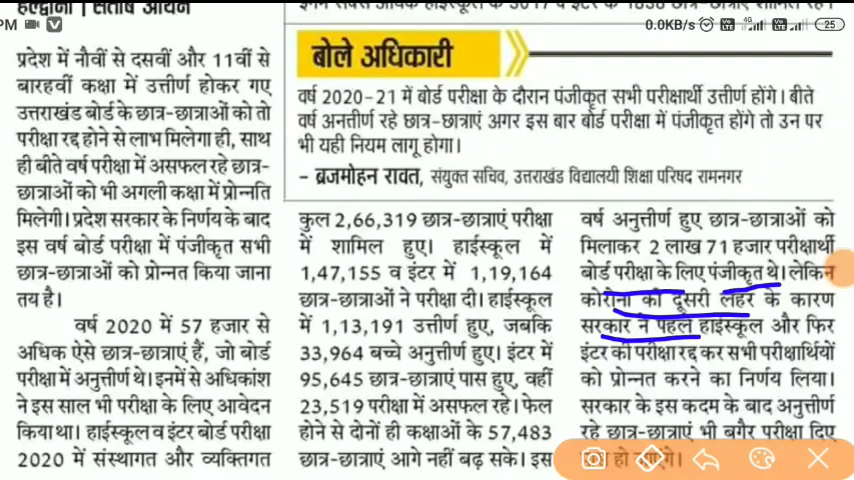 हल्द्वानी | संतोष
PM
0.0KB/s
4G
25
प्रदेश में नौवीं से दसवीं और 11वीं से
बारहवीं कक्षा में उत्तीर्ण होकर गए
उत्तराखंड बोर्ड के छात्र-छात्राओं को तो
परीक्षा रद्द होने से लाभ मिलेगा ही, साथ
ही बीते वर्ष परीक्षा में असफल रहे छात्र-
छात्राओं को भी अगली कक्षा में प्रोन्नति
मिलेगी। प्रदेश सरकार के निर्णय के बाद
इस वर्ष बोर्ड परीक्षा में पंजीकृत सभी
छात्र-छात्राओं को प्रोन्नत किया जाना
तय है।
वर्ष 2020 में 57 हजार से
अधिक ऐसे छात्र-छात्राएं हैं, जो बोर्ड
परीक्षा में अनुत्तीर्ण थे। इनमें से अधिकांश
ने इस साल भी परीक्षा के लिए आवेदन
किया था। हाईस्कूल व इंटर बोर्ड परीक्षा
2020 में संस्थागत और व्यक्तिगत
बोले अधिकारी
वर्ष 2020-21 में बोर्ड परीक्षा के दौरान पंजीकृत सभी परीक्षार्थी उत्तीर्ण होंगे। बीते
वर्ष अनत्तीर्ण रहे छात्र-छात्राएं अगर इस बार बोर्ड परीक्षा में पंजीकृत होंगे तो उन पर
भी यही नियम लागू होगा।
– ब्रजमोहन रावत, संयुक्त सचिव, उत्तराखंड विद्यालयी शिक्षा परिषद रामनगर
कुल 2,66,319 छात्र-छात्राएं परीक्षा
में शामिल हुए। हाईस्कूल में
1,47,155 व इंटर में 1,19,164
छात्र-छात्राओं ने परीक्षा दी। हाईस्कूल
में 1,13,191 उत्तीर्ण हुए, जबकि
33,964 बच्चे अनुत्तीर्ण हुए। इंटर में
95,645 छात्र-छात्राएं पास हुए, वहीं
23,519 परीक्षा में असफल रहे। फेल
होने से दोनों ही कक्षाओं के 57,483
छात्र-छात्राएं आगे नहीं बढ़ सके। इस
वर्ष अनुत्तीर्ण हुए छात्र-छात्राओं को
मिलाकर 2 लाख 71 हजार परीक्षार्थी
बोर्ड परीक्षा के लिए पंजीकृत थे। लेकिन
कोरोना की दूसरी लहर के कारण
सरकार ने पहले हाईस्कूल और फिर
इंटर की परीक्षा रद्द कर सभी परीक्षार्थियों
को प्रोन्नत करने का निर्णय लिया।
सरकार के इस कदम के बाद अनुत्तीर्ण
रहे छात्र-छात्राएं भी बगैर परीक्षा दिए